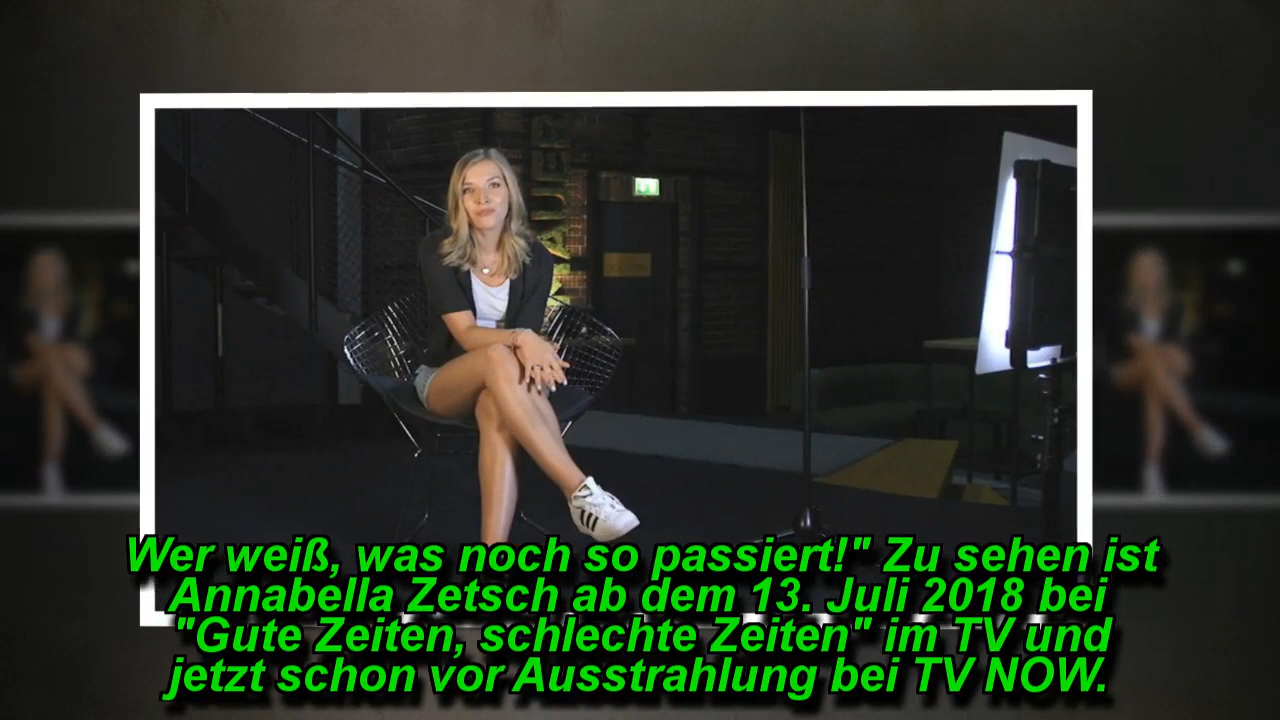 AUER
Wer weiß, was noch so passiert!" Zu sehen ist
Annabella Zetsch ab dem 13. Juli 2018 bei
"Gute Zeiten, schlechte Zeiten" im TV und
jetzt schon vor Ausstrahlung bei TV NOW.